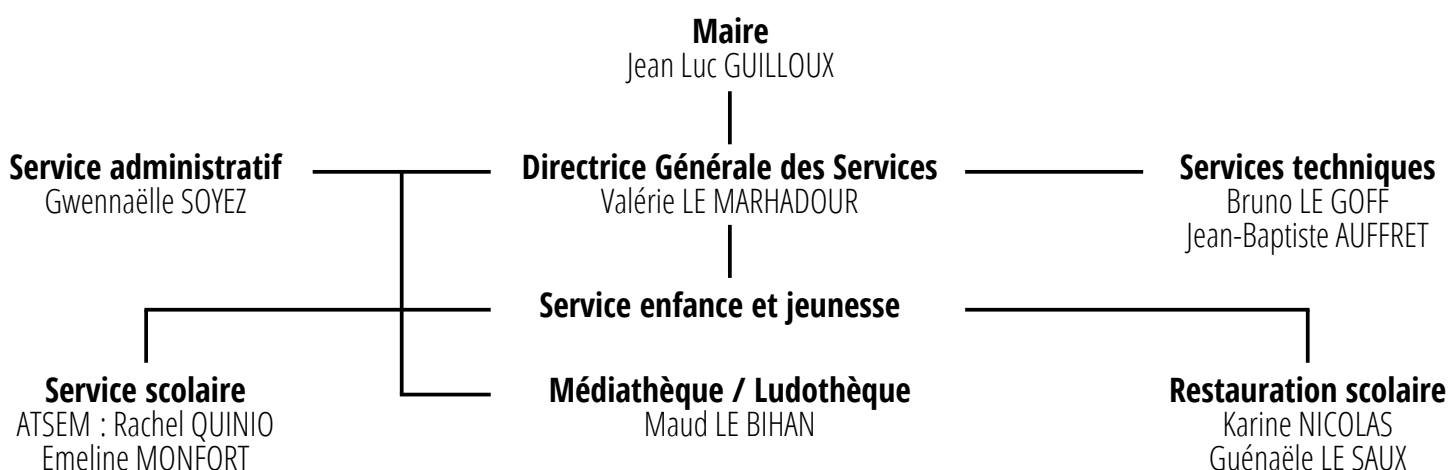 Maire
Jean Luc GUILLOUX
Service administratif
Gwennaëlle SOYEZ
Directrice Générale des Services
Valérie LE MARHADOUR
Services techniques
Bruno LE GOFF
Jean-Baptiste AUFFRET
Service enfance et jeunesse
Service scolaire
ATSEM : Rachel QUINIO
Emeline MONFORT
Médiathèque / Ludothèque
Maud LE BIHAN
Restauration scolaire
Karine NICOLAS
Guénaële LE SAUX